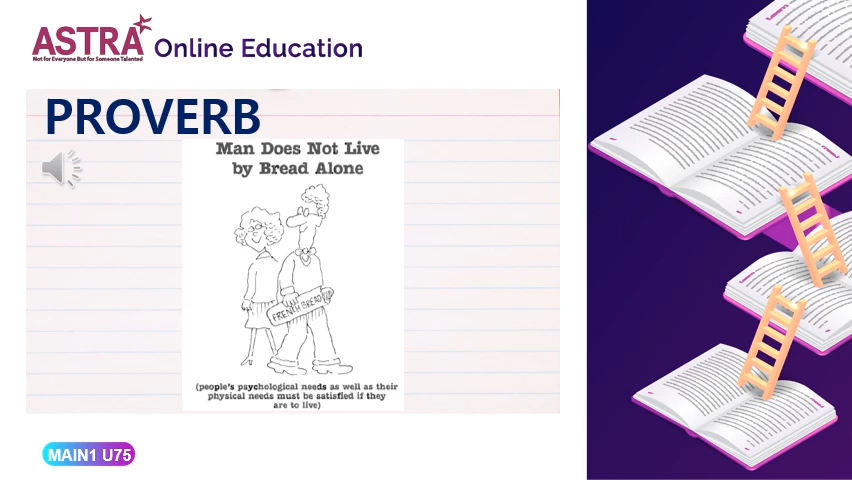 ASTRA
Not for Everyone But for Someone Talented
Online Education
PROVERB
Man Does Not Live
by Bread Alone
FRENCH BREAD
(people's psychological needs as well as their
physical needs must be satisfied if they
are to live)
MAIN1 U75